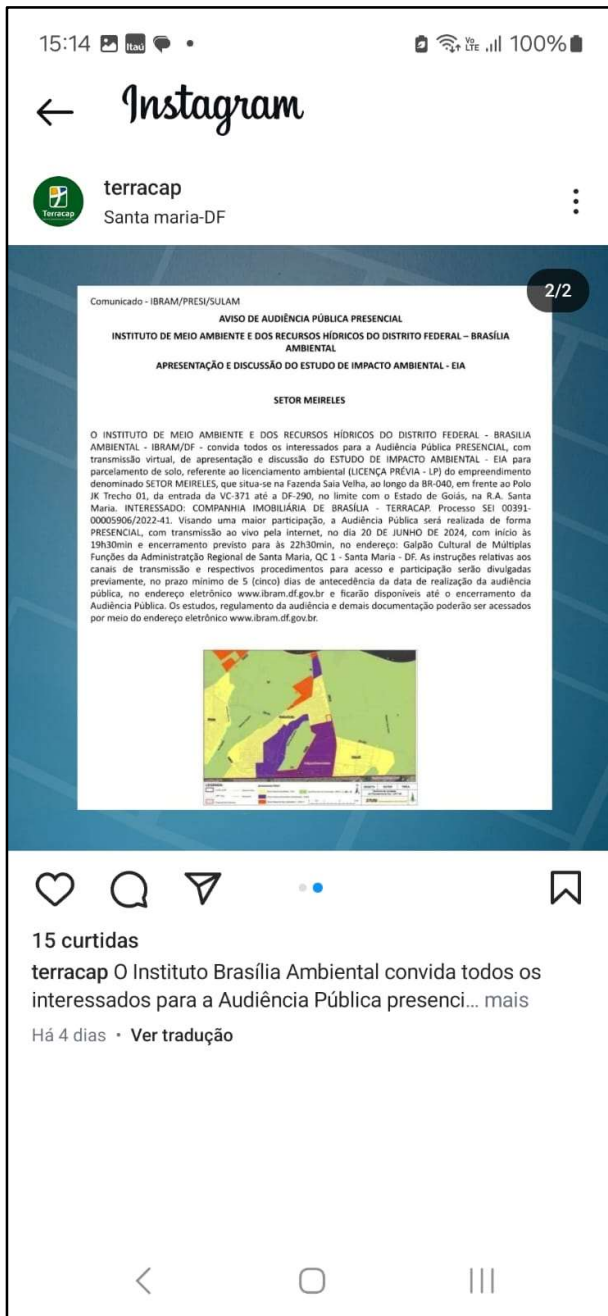 15:14 Itaú VoLTE 100%
Instagram
Terracap
terracap
Santa maria-DF
2/2
Comunicado - IBRAM/PRESI/SULAM
AVISO DE AUDIÊNCIA PÚBLICA PRESENCIAL
INSTITUTO DE MEIO AMBIENTE E DOS RECURSOS HÍDRICOS DO DISTRITO FEDERAL – BRASÍLIA
AMBIENTAL
APRESENTAÇÃO E DISCUSSÃO DO ESTUDO DE IMPACTO AMBIENTAL - EIA
SETOR MEIRELES
O INSTITUTO DE MEIO AMBIENTE E DOS RECURSOS HÍDRICOS DO DISTRITO FEDERAL - BRASILIA
AMBIENTAL - IBRAM/DF - convida todos os interessados para a Audiência Pública PRESENCIAL, com
transmissão virtual, de apresentação e discussão do ESTUDO DE IMPACTO AMBIENTAL - EIA para
parcelamento de solo, referente ao licenciamento ambiental (LICENÇA PRÉVIA - LP) do empreendimento
denominado SETOR MEIRELES, que situa-se na Fazenda Saia Velha, ao longo da BR-040, em frente ao Polo
JK Trecho 01, da entrada da VC-371 até a DF-290, no limite com o Estado de Goiás, na R.A. Santa
Maria. INTERESSADO: COMPANHIA IMOBILIÁRIA DE BRASÍLIA - TERRACAP. Processo SEI 00391-
00005906/2022-41. Visando uma maior participação, a Audiência Pública será realizada de forma
PRESENCIAL, com transmissão ao vivo pela internet, no dia 20 DE JUNHO DE 2024, com início às
19h30min e encerramento previsto para às 22h30min, no endereço: Galpão Cultural de Múltiplas
Funções da Administração Regional de Santa Maria, QC 1 - Santa Maria - DF. As instruções relativas aos
canais de transmissão e respectivos procedimentos para acesso e participação serão divulgadas
previamente, no prazo mínimo de 5 (cinco) dias de antecedência da data de realização da audiência
pública, no endereço eletrônico www.ibram.df.gov.br e ficarão disponíveis até o encerramento da
Audiência Pública. Os estudos, regulamento da audiência e demais documentação poderão ser acessados
por meio do endereço eletrônico www.ibram.df.gov.br.
15 curtidas
terracap O Instituto Brasília Ambiental convida todos os
interessados para a Audiência Pública presenci... mais
Há 4 dias • Ver tradução